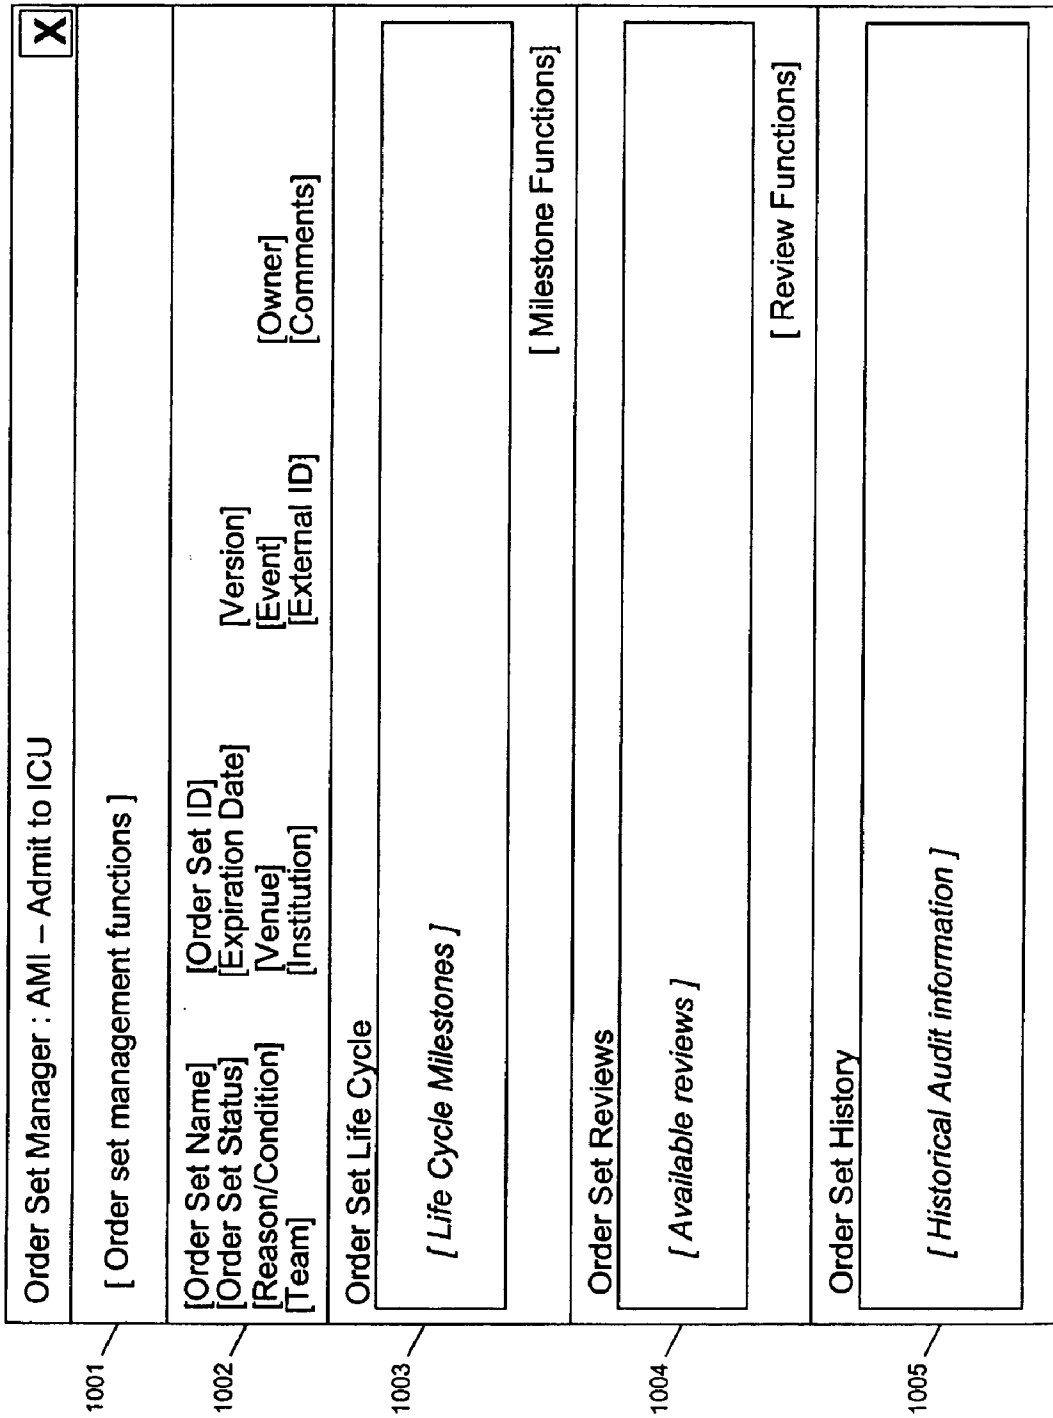 Order Set Manager : AMI – Admit to ICU
X
1001
[ Order set management functions ]
1002
[Order Set Name] [Order Set ID]
[Order Set Status] [Expiration Date] [Version]
[Reason/Condition] [Venue] [Event] [Owner]
[Team] [Institution] [External ID] [Comments]
Order Set Life Cycle
1003
[ Life Cycle Milestones ]
[ Milestone Functions]
Order Set Reviews
1004
[ Available reviews ]
[ Review Functions]
Order Set History
1005
[ Historical Audit information ]